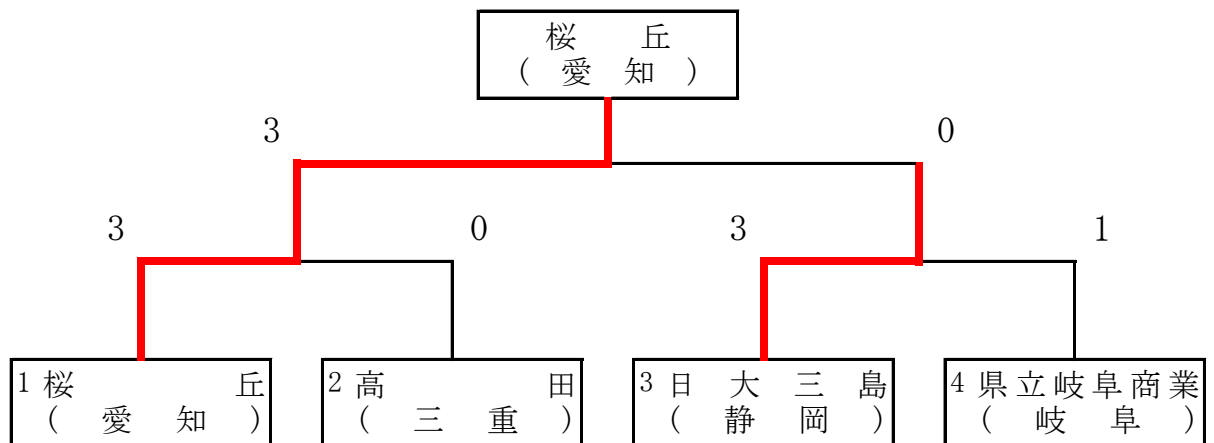 桜丘
(愛知)
3 0
3 0 3 1
1 桜丘
(愛知)
2 高田
(三重)
3 日大三島
(静岡)
4 県立岐阜商業
(岐阜)